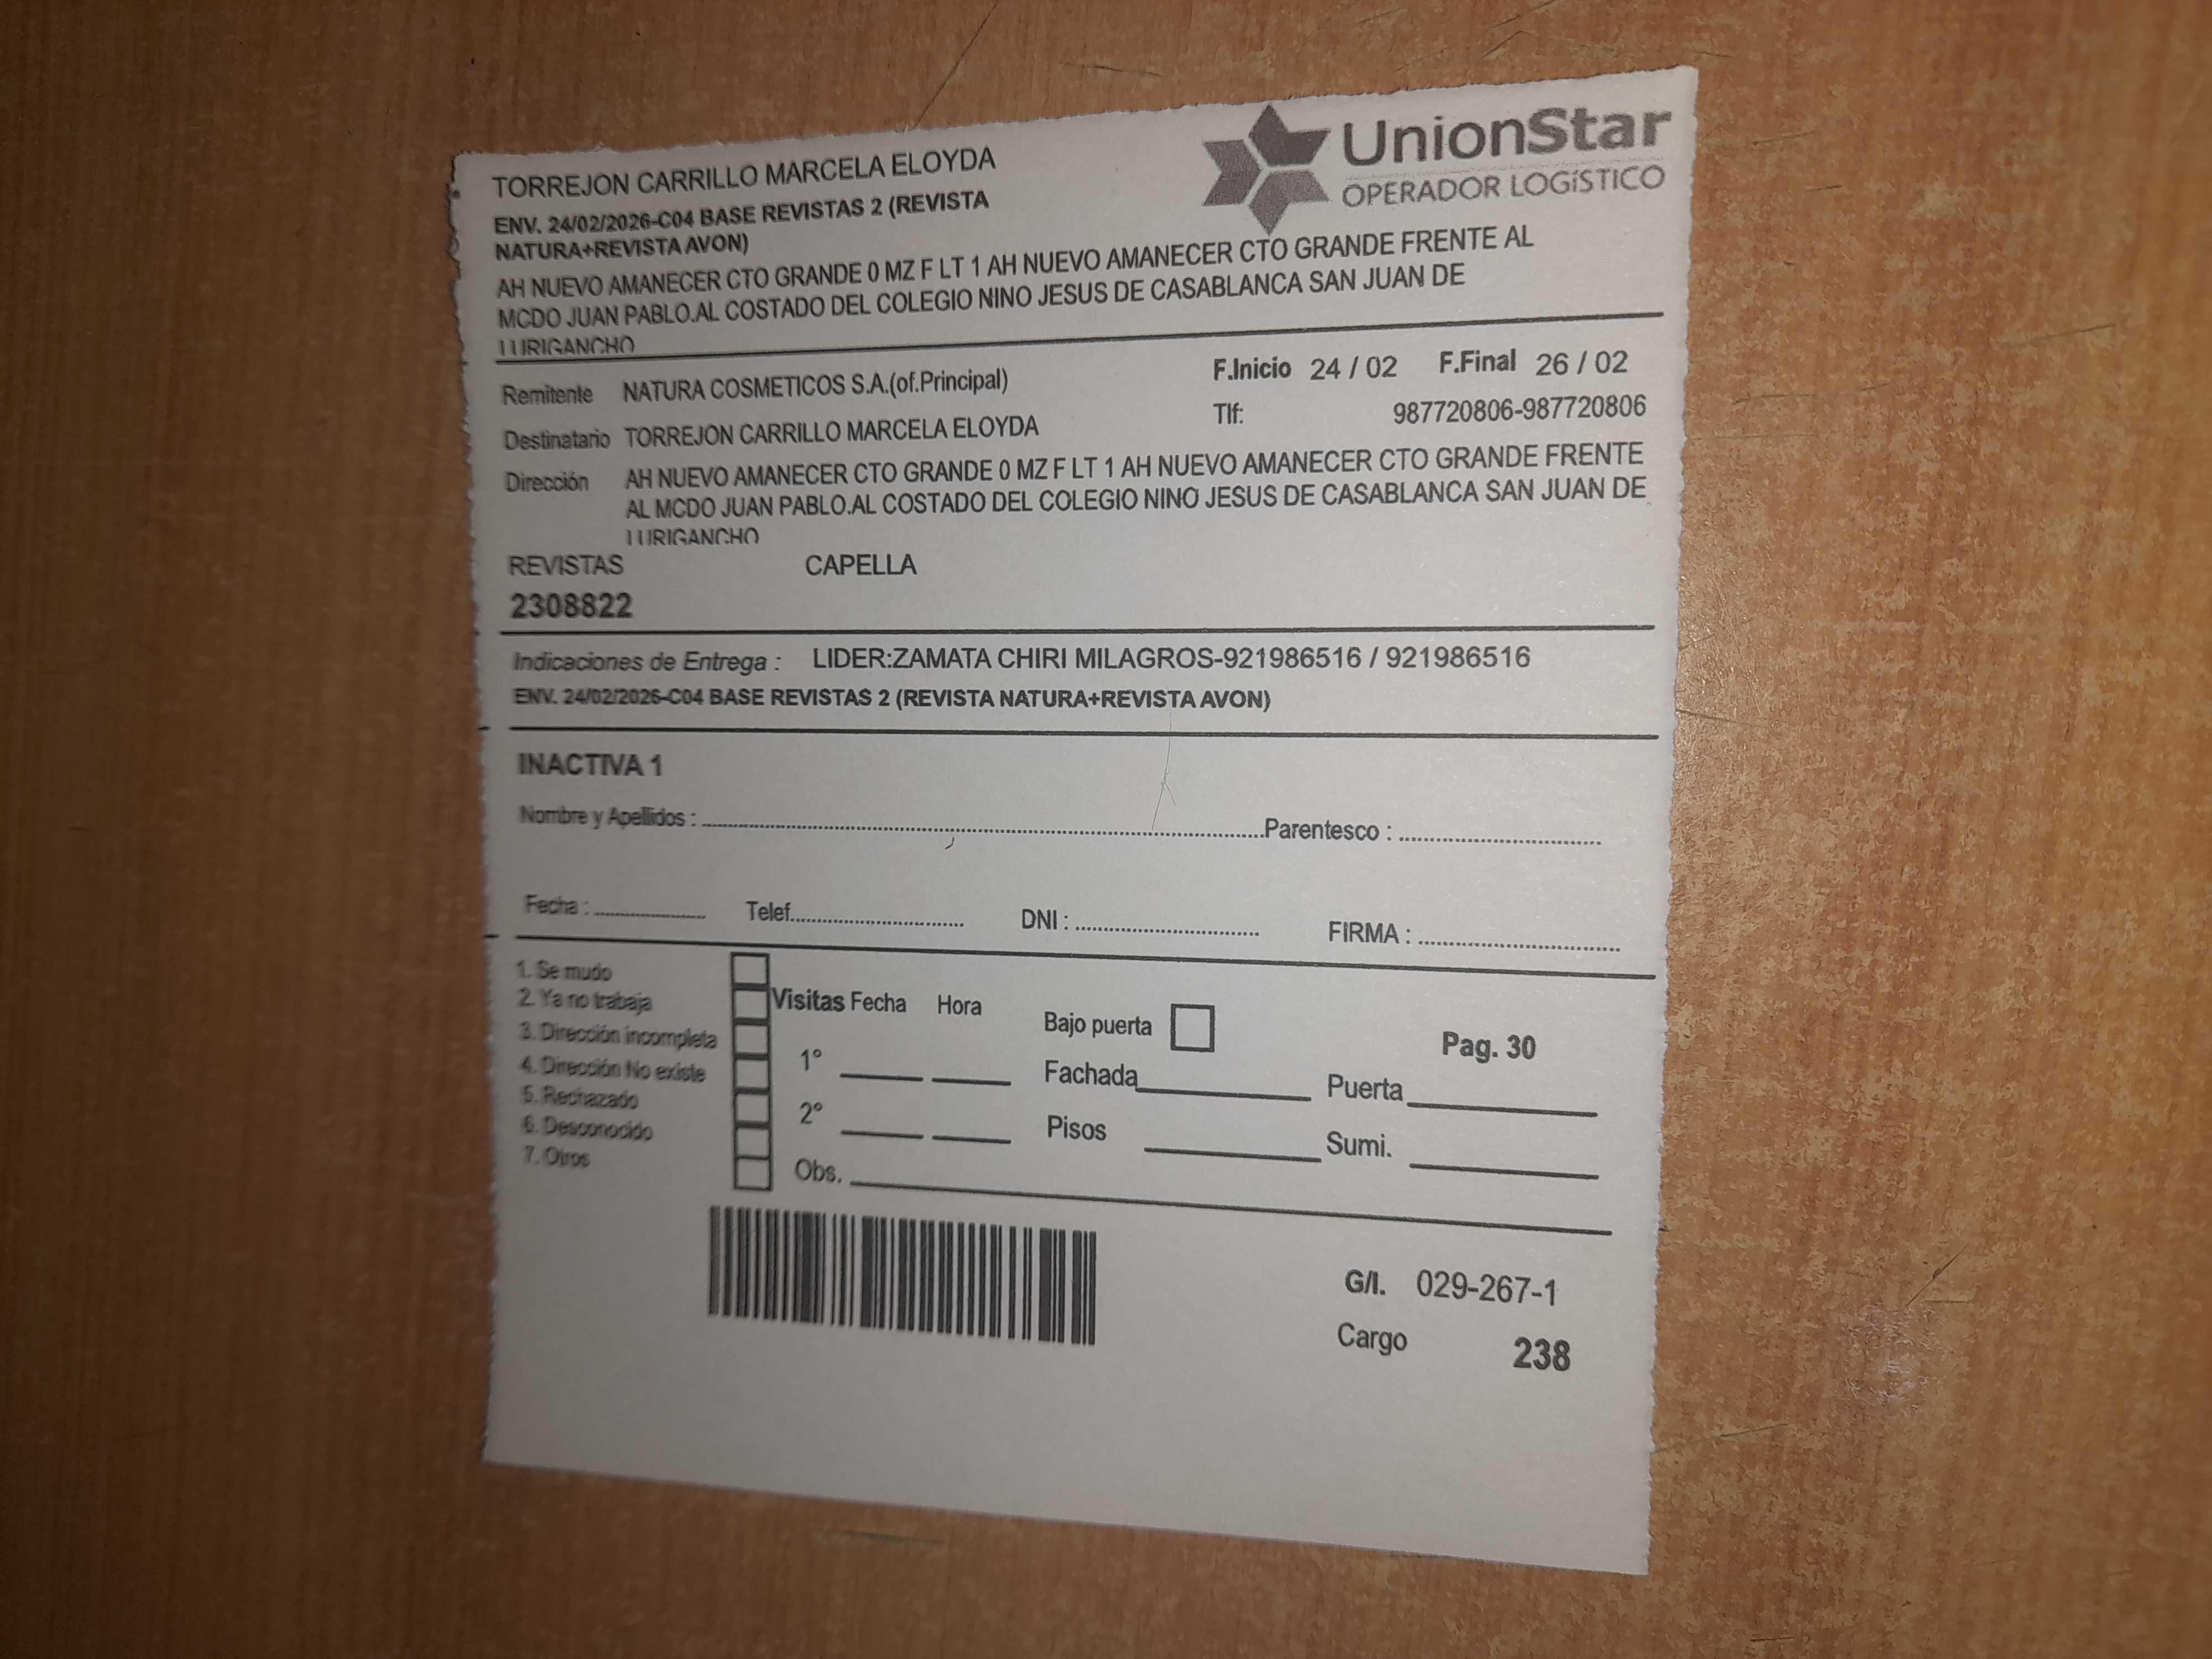 TORREJON CARRILLO MARCELA ELOYDA
UnionStar
OPERADOR LOGíSTICO
ENV. 24/02/2026-C04 BASE REVISTAS 2 (REVISTA
NATURA+REVISTA AVON)
AH NUEVO AMANECER CTO GRANDE 0 MZ F LT 1 AH NUEVO AMANECER CTO GRANDE FRENTE AL
MCDO JUAN PABLO.AL COSTADO DEL COLEGIO NINO JESUS DE CASABLANCA SAN JUAN DE
LURIGANCHO
F.Inicio 24 / 02 F.Final 26 / 02
Remitente NATURA COSMETICOS S.A.(of.Principal)
Tlf: 987720806-987720806
Destinatario TORREJON CARRILLO MARCELA ELOYDA
Dirección AH NUEVO AMANECER CTO GRANDE 0 MZ F LT 1 AH NUEVO AMANECER CTO GRANDE FRENTE
AL MCDO JUAN PABLO.AL COSTADO DEL COLEGIO NINO JESUS DE CASABLANCA SAN JUAN DE
LURIGANCHO
REVISTAS CAPELLA
2308822
Indicaciones de Entrega : LIDER:ZAMATA CHIRI MILAGROS-921986516 / 921986516
ENV. 24/02/2026-C04 BASE REVISTAS 2 (REVISTA NATURA+REVISTA AVON)
INACTIVA 1
Nombre y Apellidos : Parentesco :
Fecha : Telef. DNI : FIRMA :
1. Se mudo
2. Ya no trabaja
3. Dirección incompleta
4. Dirección No existe
5. Rechazado
6. Desconocido
7. Otros
Visitas Fecha Hora
1°
2°
Obs.
Bajo puerta
Pag. 30
Fachada Puerta
Pisos Sumi.
G/I. 029-267-1
Cargo 238